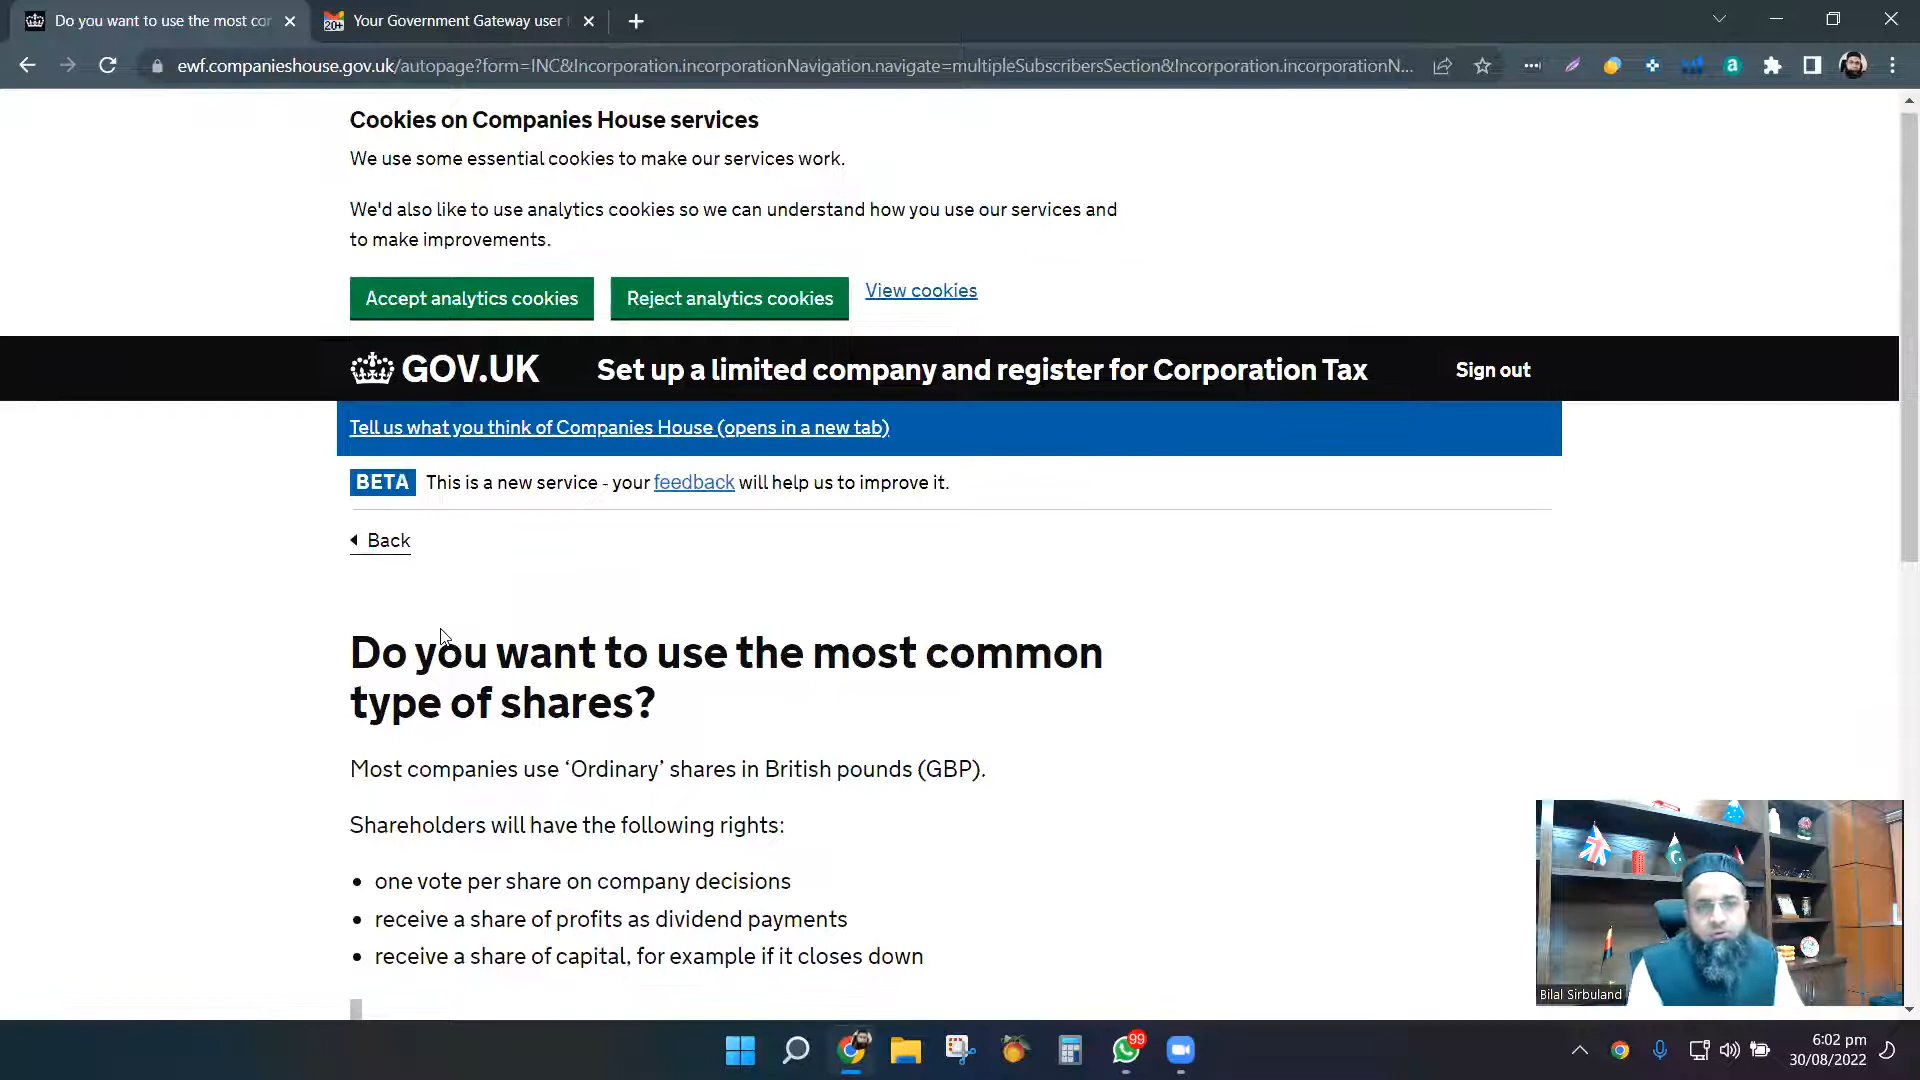 Do you want to use the most cor
Your Government Gateway user
20+
ewf.companieshouse.gov.uk/autopage?form=INC&Incorporation.incorporationNavigation.navigate=multipleSubscribersSection&Incorporation.incorporationN...
Cookies on Companies House services
We use some essential cookies to make our services work.
We'd also like to use analytics cookies so we can understand how you use our services and
to make improvements.
Accept analytics cookies
Reject analytics cookies
View cookies
GOV.UK
Set up a limited company and register for Corporation Tax
Sign out
Tell us what you think of Companies House (opens in a new tab)
BETA
This is a new service - your feedback will help us to improve it.
Back
Do you want to use the most common
type of shares?
Most companies use ‘Ordinary’ shares in British pounds (GBP).
Shareholders will have the following rights:
• one vote per share on company decisions
• receive a share of profits as dividend payments
• receive a share of capital, for example if it closes down
Bilal Sirbuland
99
6:02 pm
30/08/2022